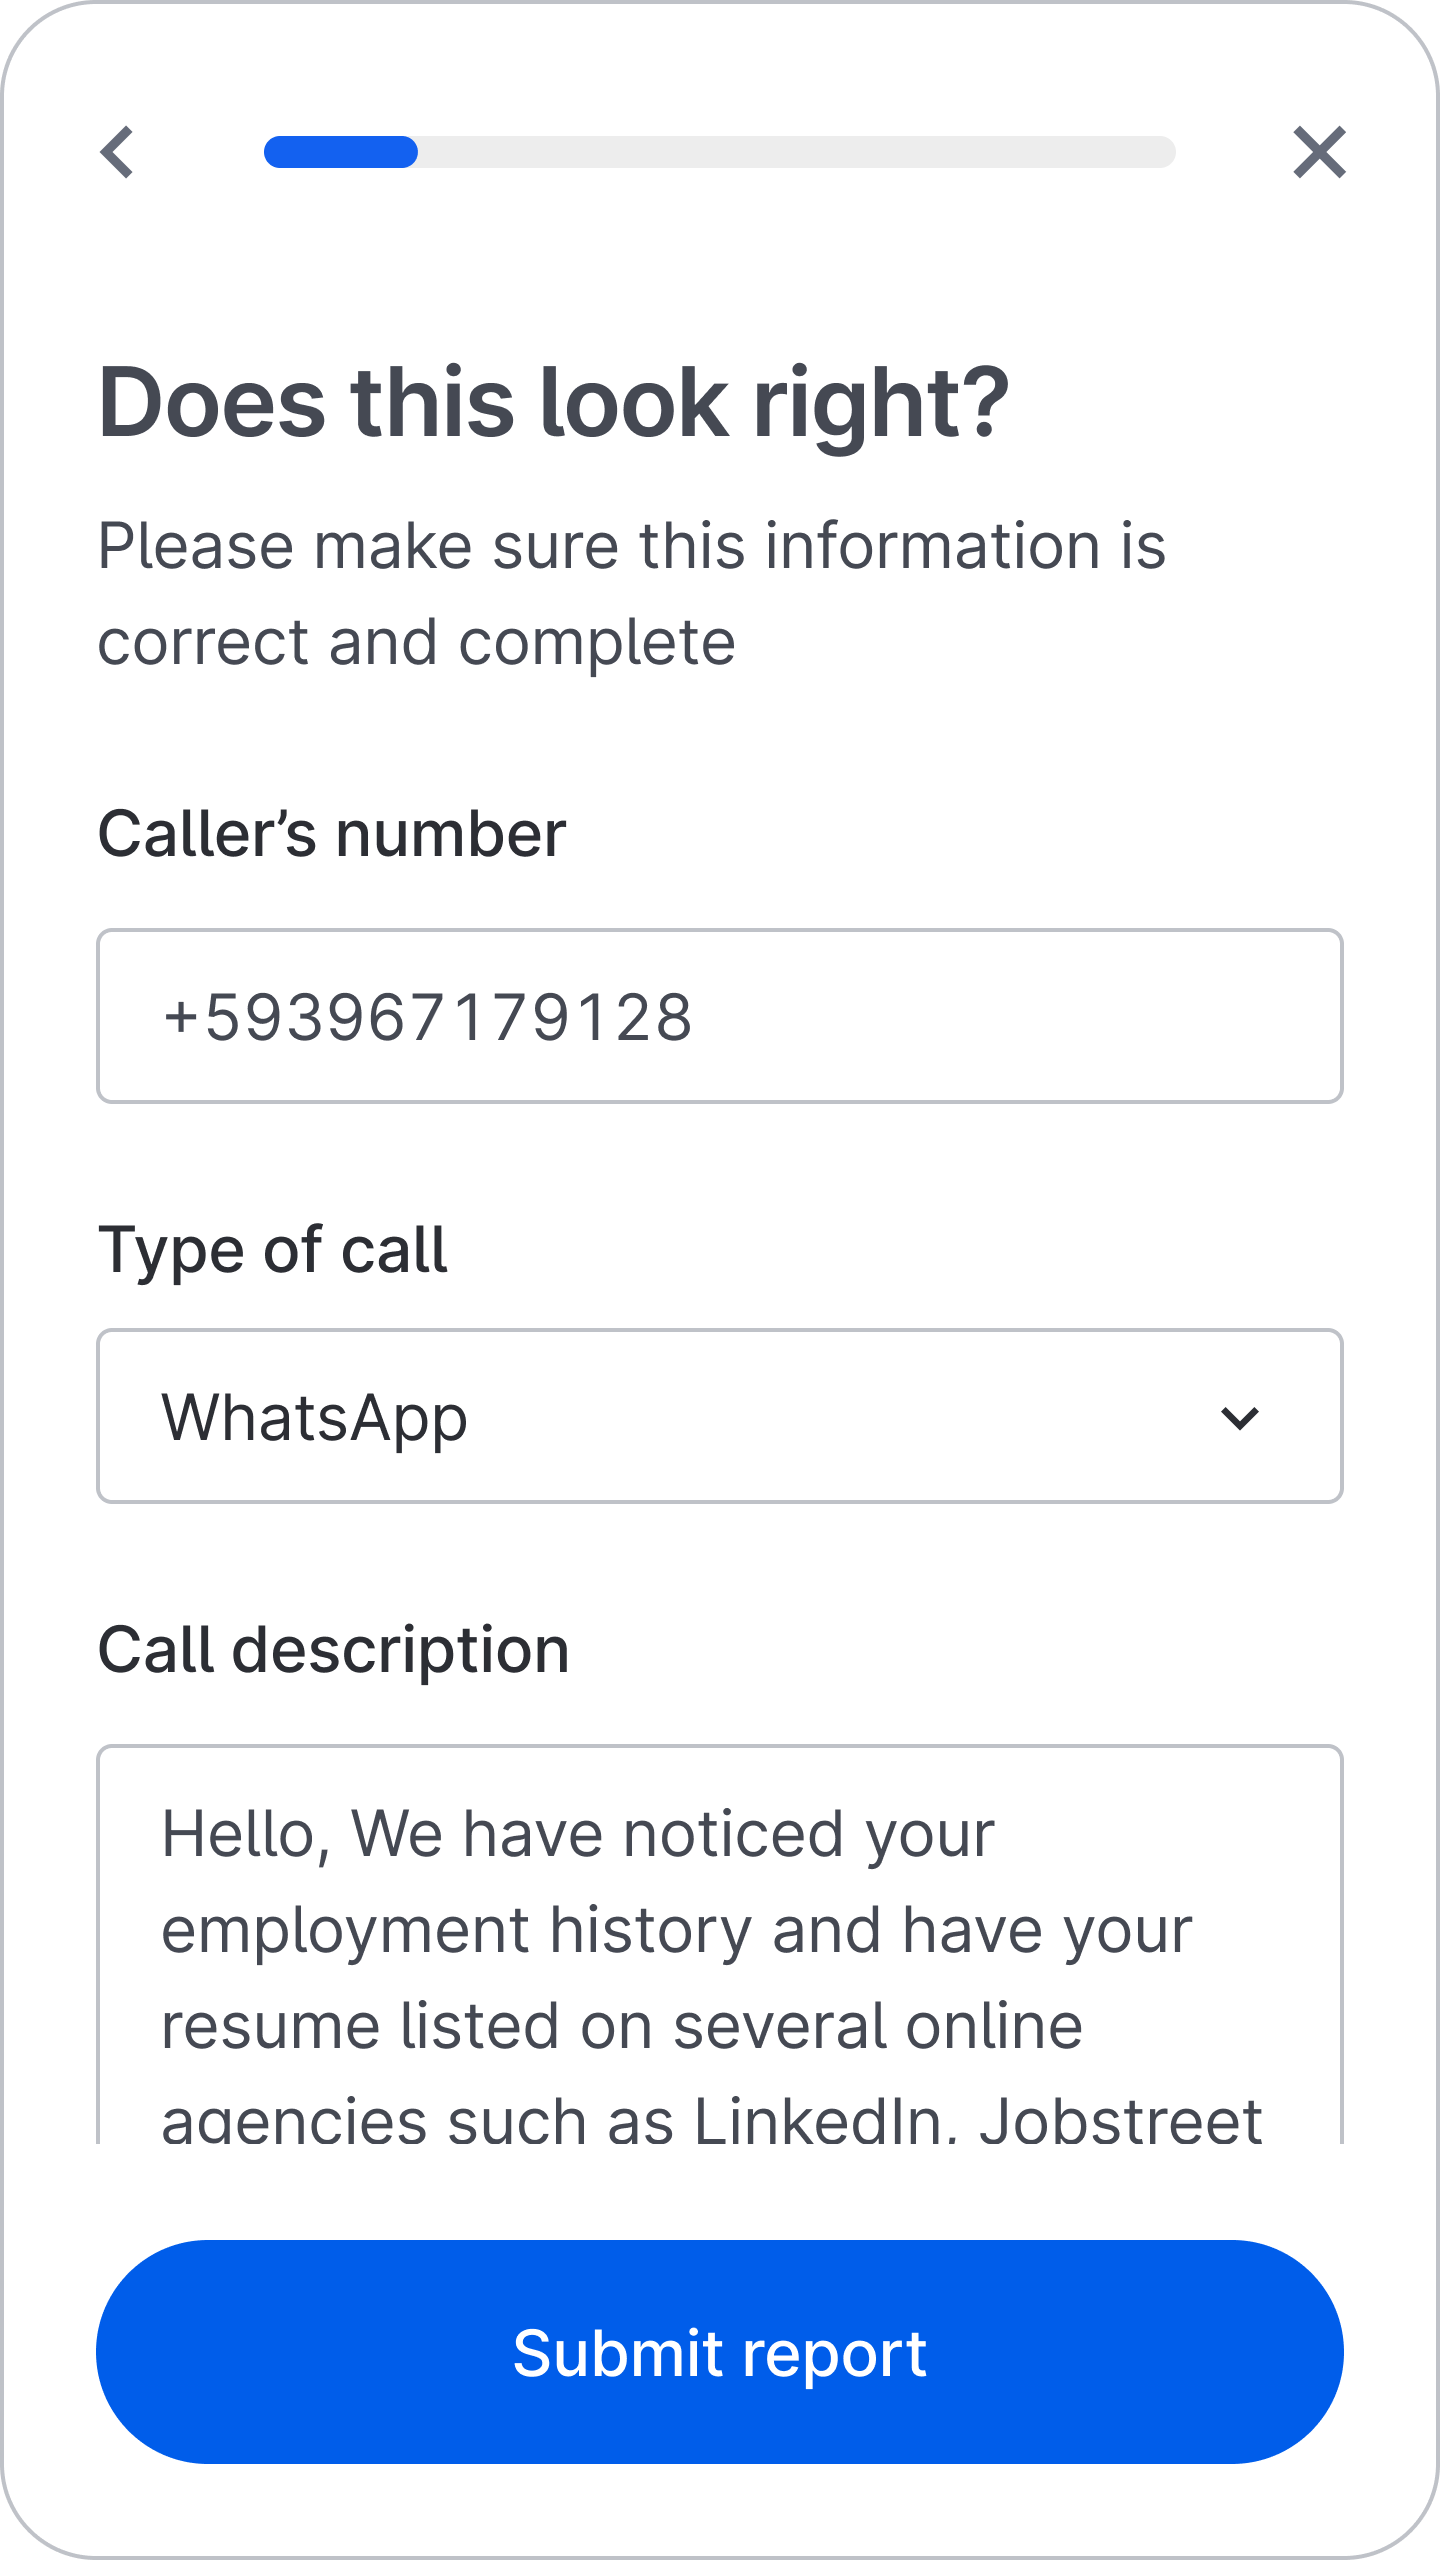 Does this look right?
Please make sure this information is
correct and complete
Caller’s number
+593967179128
Type of call
WhatsApp
Call description
Hello, We have noticed your
employment history and have your
resume listed on several online
agencies such as LinkedIn, Jobstreet
Submit report